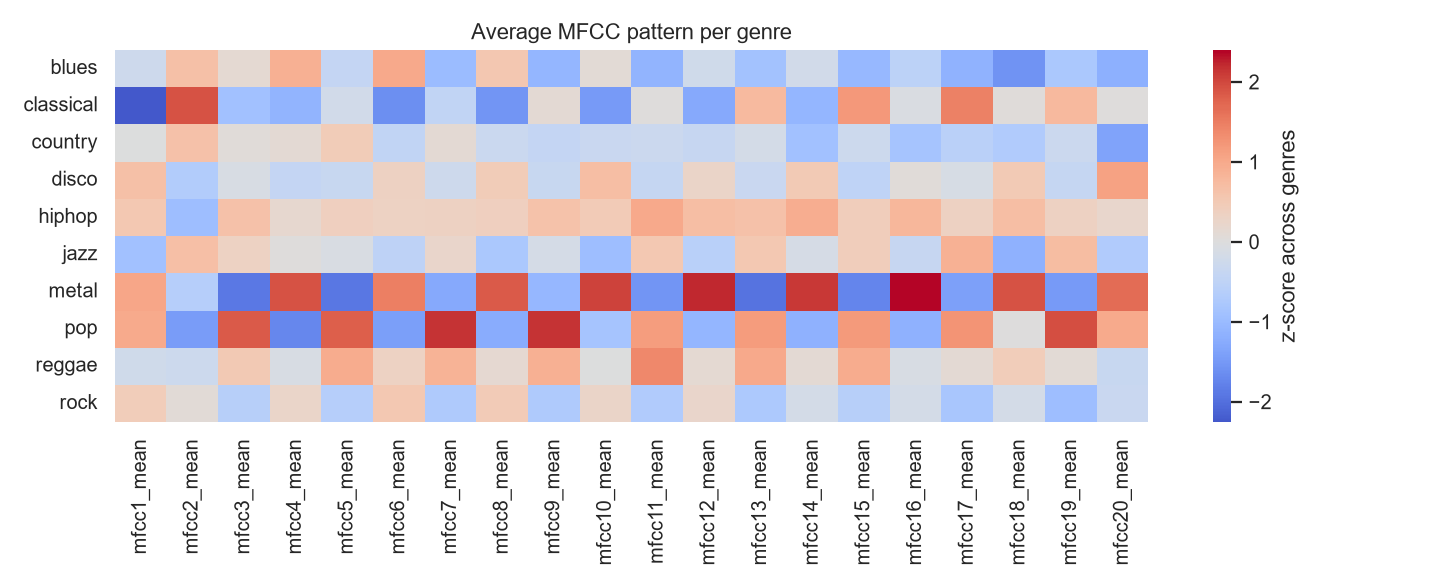 Average MFCC pattern per genre
blues
classical
country
disco
hiphop
jazz
metal
pop
reggae
rock
mfcc1_mean
mfcc2_mean
mfcc3_mean
mfcc4_mean
mfcc5_mean
mfcc6_mean
mfcc7_mean
mfcc8_mean
mfcc9_mean
mfcc10_mean
mfcc11_mean
mfcc12_mean
mfcc13_mean
mfcc14_mean
mfcc15_mean
mfcc16_mean
mfcc17_mean
mfcc18_mean
mfcc19_mean
mfcc20_mean
2
1
0
−1
−2
z-score across genres